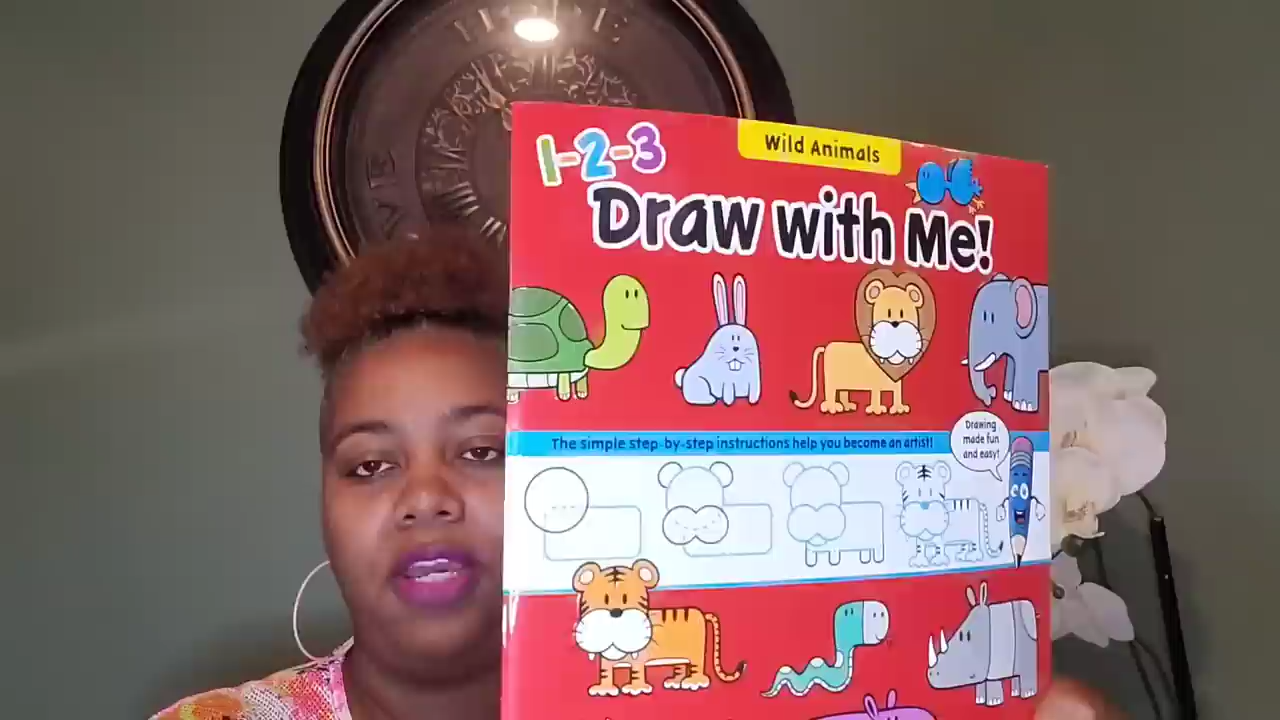 1-2-3
Wild Animals
Draw with Me!
The simple step-by-step instructions help you become an artist!
Drawing
made fun
and easy!